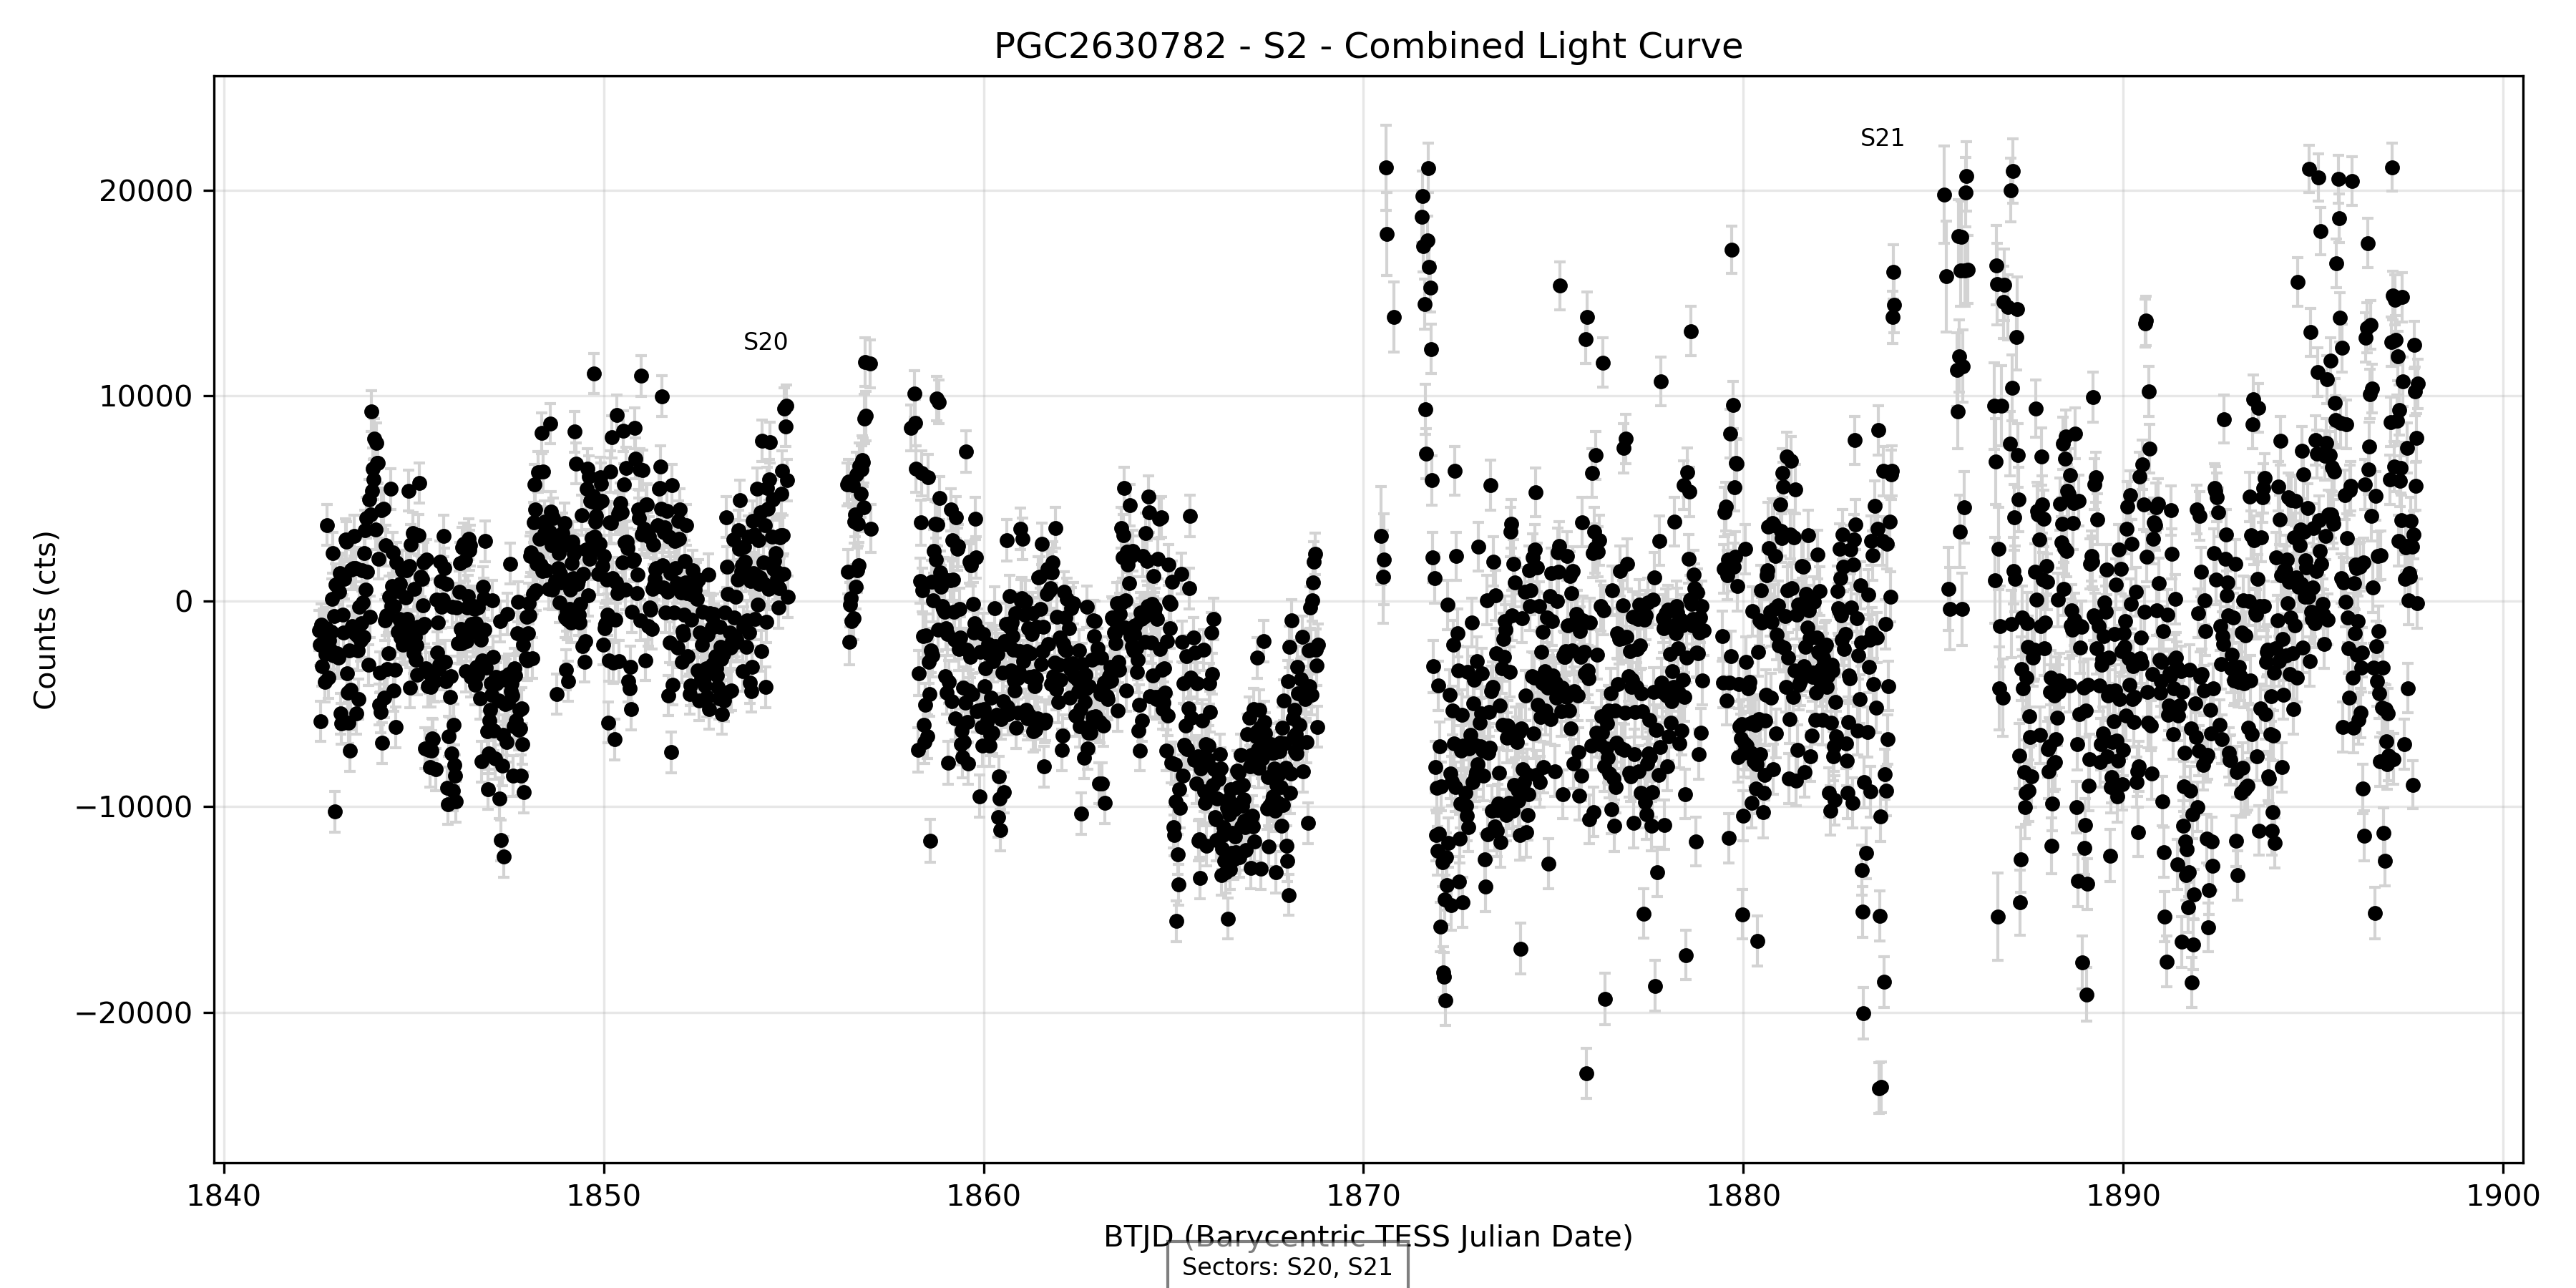 PGC2630782 - S2 - Combined Light Curve
S21
S20
Counts (cts)
20000
10000
0
−10000
−20000
1840 1850 1860 1870 1880 1890 1900
BTJD (Barycentric TESS Julian Date)
Sectors: S20, S21